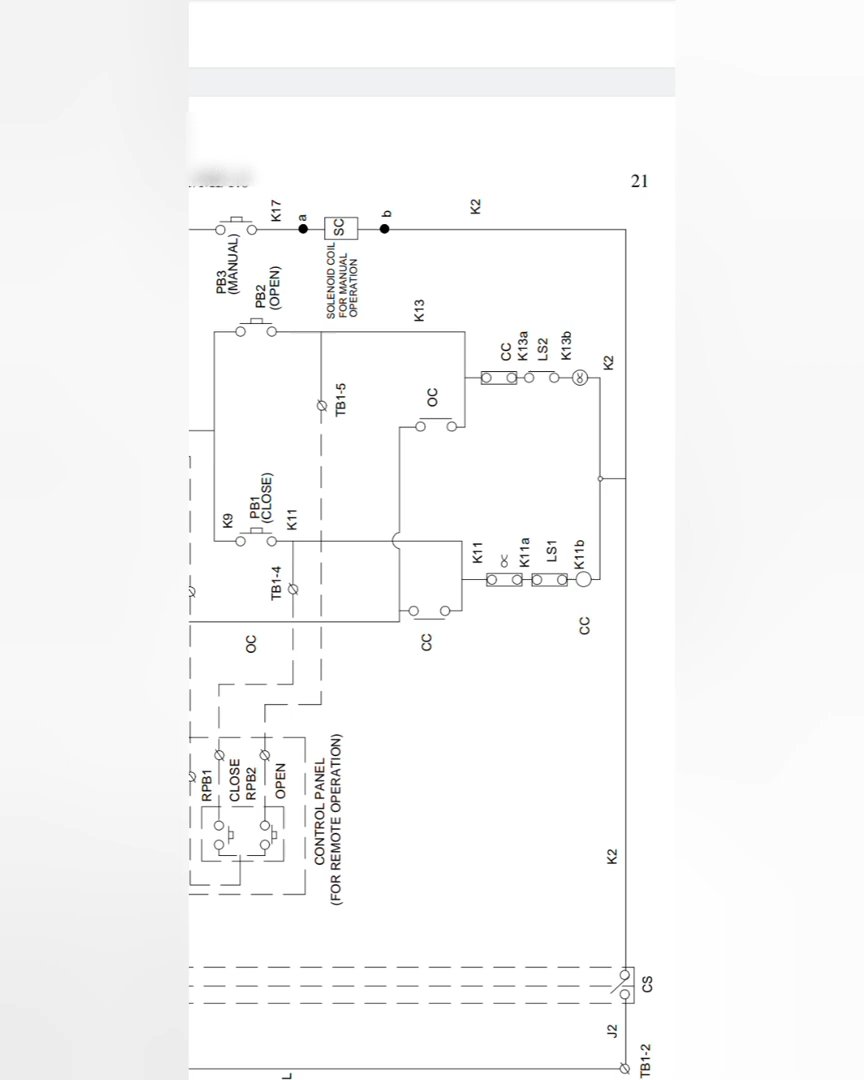 21
K17
a
SC
b
K2
PB3
(MANUAL)
PB2
(OPEN)
SOLENOID COIL
FOR MANUAL
OPERATION
K13
CC
K13a
LS2
K13b
K2
TB1-5
OC
K9
PB1
(CLOSE)
K11
K11
K11a
LS1
K11b
TB1-4
OC
CC
CC
RPB1
CLOSE
RPB2
OPEN
CONTROL PANEL
(FOR REMOTE OPERATION)
K2
CS
J2
TB1-2
L